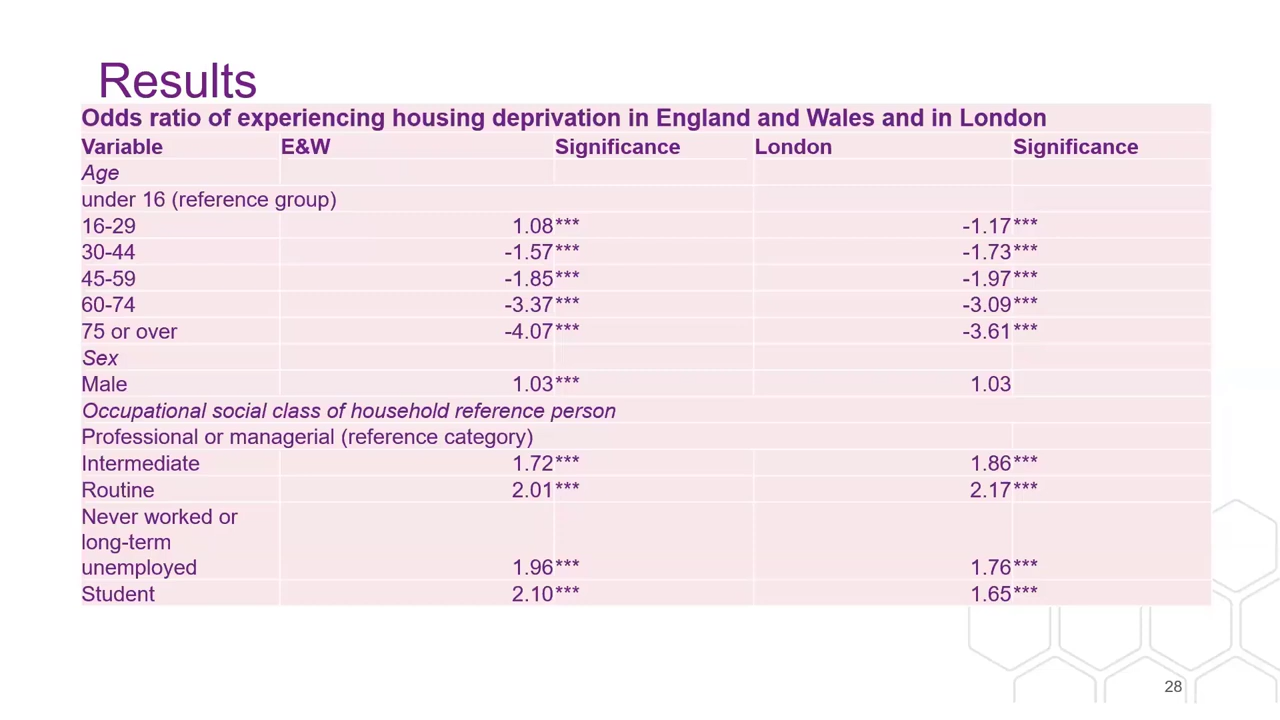 Results
Odds ratio of experiencing housing deprivation in England and Wales and in London
Variable E&W Significance London Significance
Age
under 16 (reference group)
16-29 1.08 *** -1.17 ***
30-44 -1.57 *** -1.73 ***
45-59 -1.85 *** -1.97 ***
60-74 -3.37 *** -3.09 ***
75 or over -4.07 *** -3.61 ***
Sex
Male 1.03 *** 1.03
Occupational social class of household reference person
Professional or managerial (reference category)
Intermediate 1.72 *** 1.86 ***
Routine 2.01 *** 2.17 ***
Never worked or
long-term
unemployed 1.96 *** 1.76 ***
Student 2.10 *** 1.65 ***
28